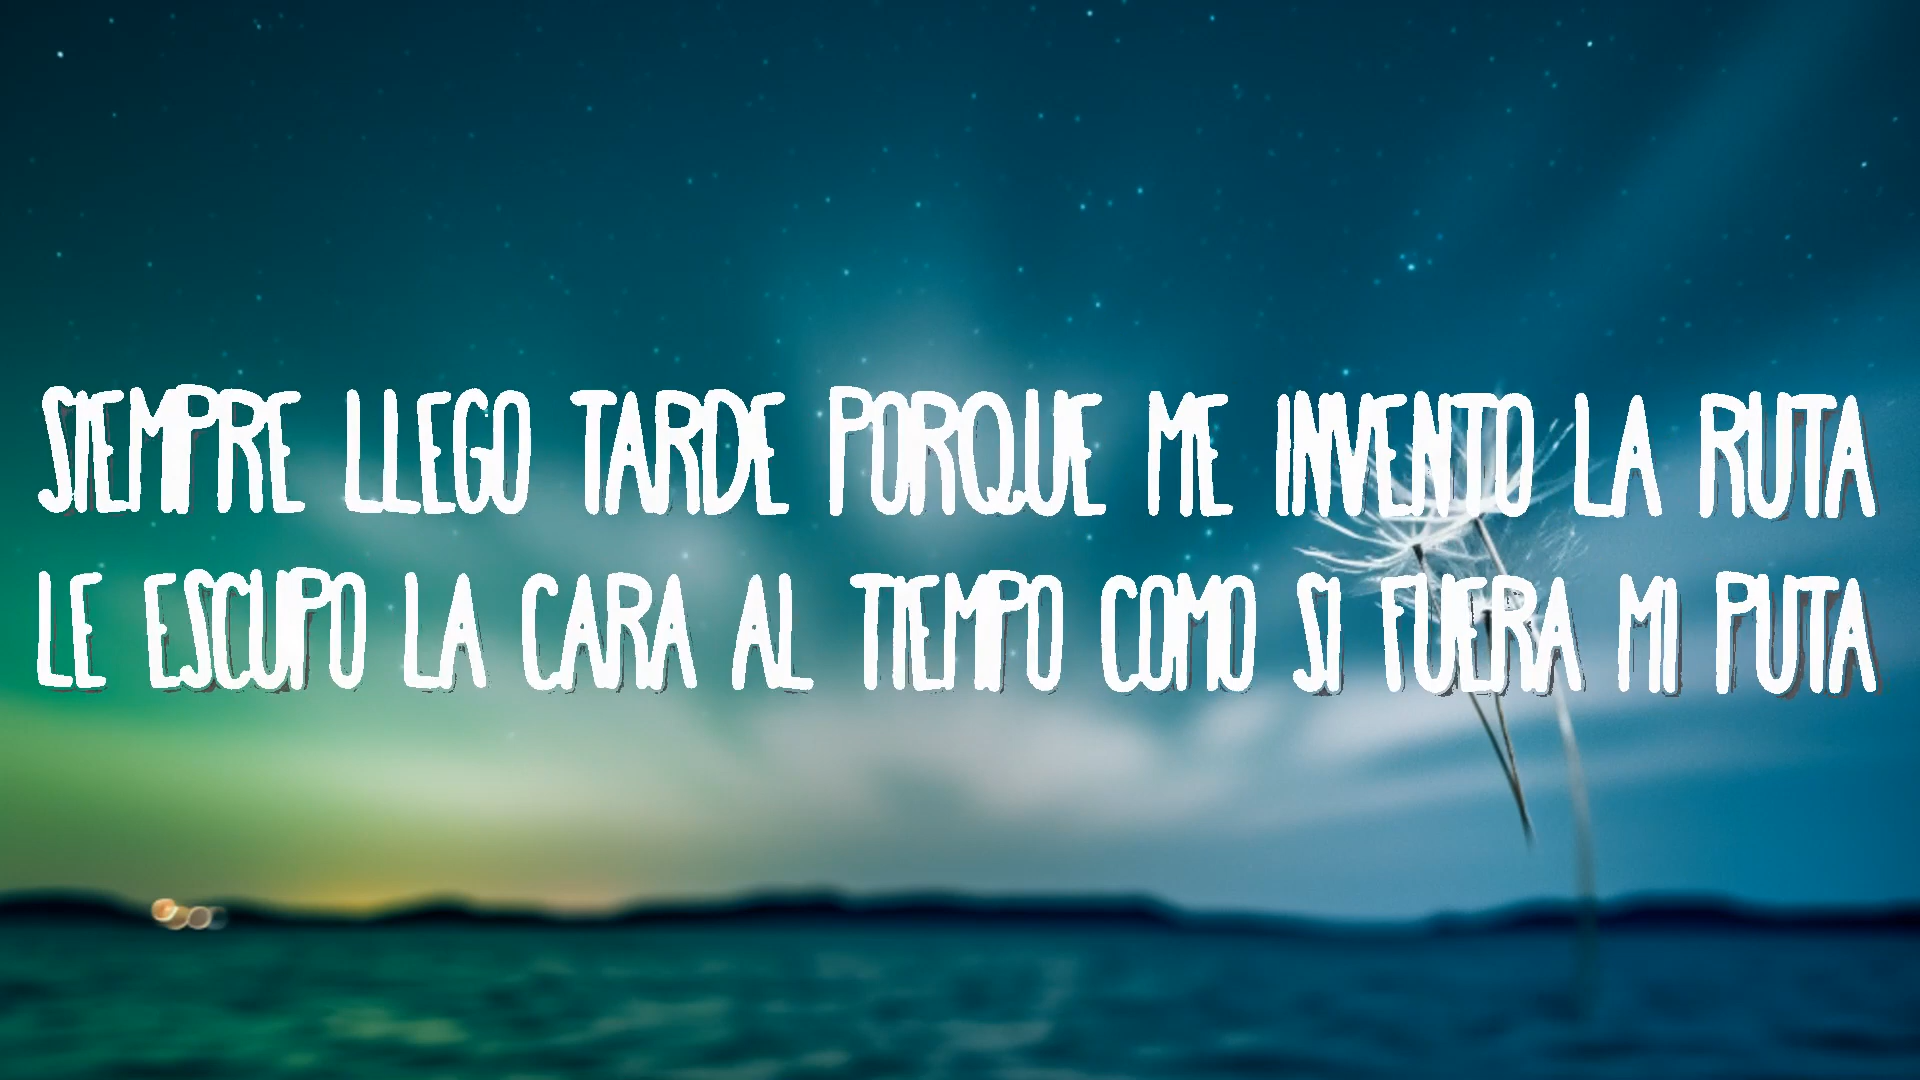 SIEMPRE LLEGO TARDE PORQUE ME INVENTO LA RUTA
LE ESCUPO LA CARA AL TIEMPO COMO SI FUERA MI PUTA